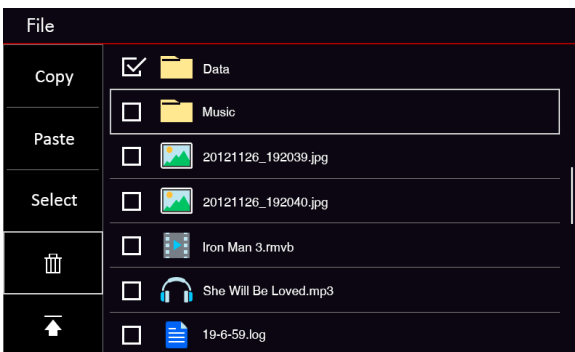 File
Copy
Paste
Select
Data
Music
20121126_192039.jpg
20121126_192040.jpg
Iron Man 3.rmvb
She Will Be Loved.mp3
19-6-59.log